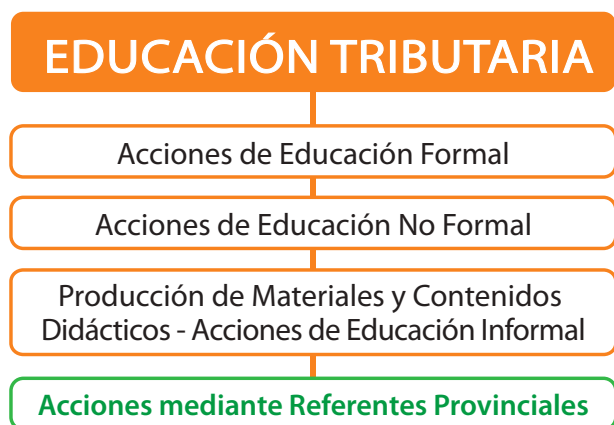 EDUCACIÓN TRIBUTARIA
Acciones de Educación Formal
Acciones de Educación No Formal
Producción de Materiales y Contenidos
Didácticos - Acciones de Educación Informal
Acciones mediante Referentes Provinciales